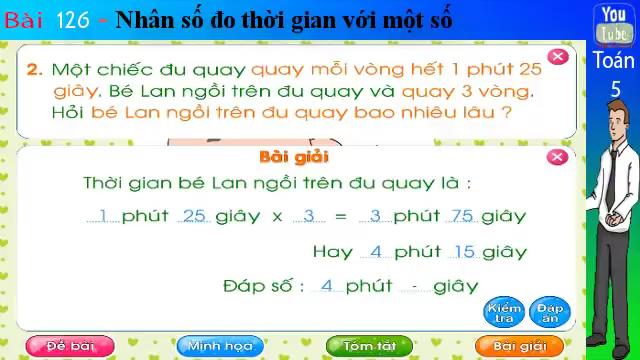 Bài 126 - Nhân số đo thời gian với một số
You
Tube
Toán
5
2. Một chiếc đu quay quay mỗi vòng hết 1 phút 25
giây. Bé Lan ngồi trên đu quay và quay 3 vòng.
Hỏi bé Lan ngồi trên đu quay bao nhiêu lâu ?
Bài giải
Thời gian bé Lan ngồi trên đu quay là :
1 phút 25 giây x 3 = 3 phút 75 giây
Hay 4 phút 15 giây
Đáp số : 4 phút - giây
Kiểm tra
Đáp án
Đề bài
Minh họa
Tóm tắt
Bài giải